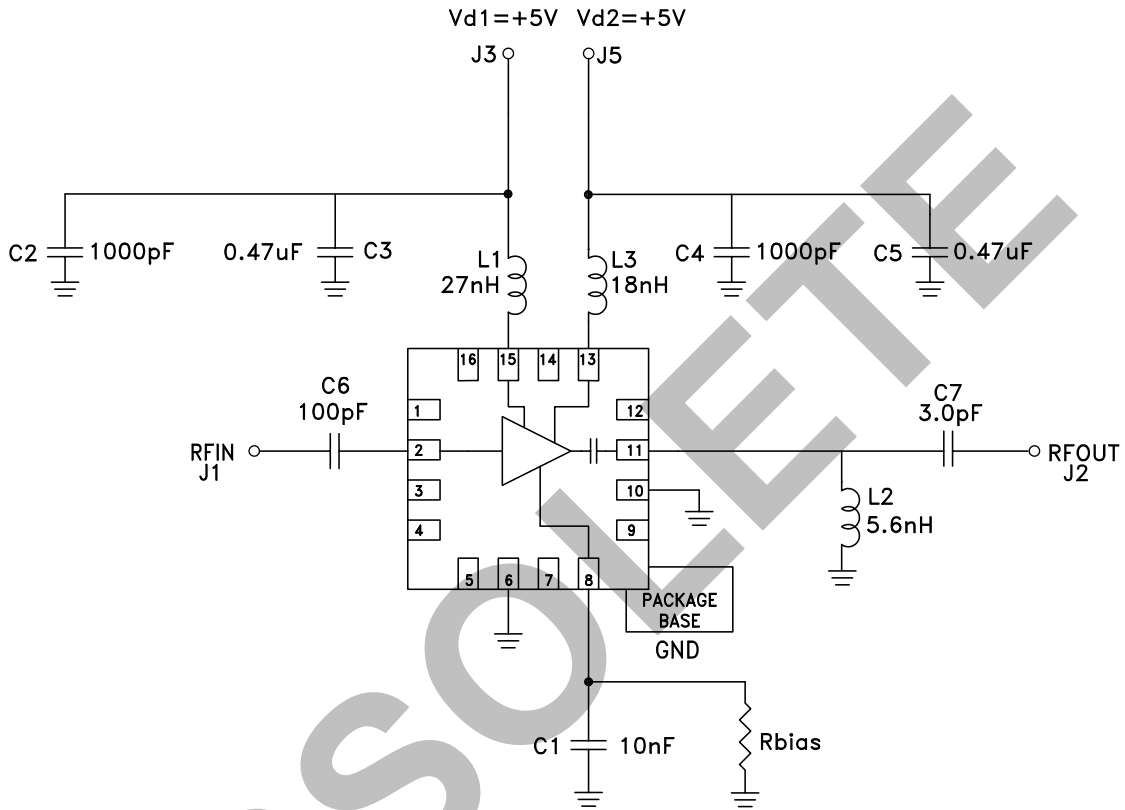 Vd1=+5V Vd2=+5V
J3 J5
C2 1000pF 0.47uF C3
L1
27nH
L3
18nH
C4 1000pF C5 0.47uF
16 15 14 13
C6
100pF
C7
3.0pF
1 12
RFIN
J1
2 11
RFOUT
J2
3 10
L2
5.6nH
4 9
5 6 7 8
PACKAGE
BASE
GND
C1 10nF Rbias
SOLETE